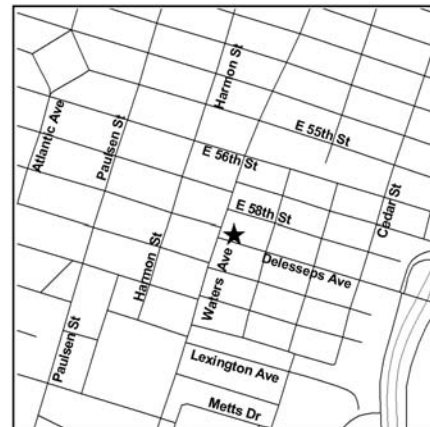 Harmon St
Atlantic Ave
Paulsen St
E 55th St
E 56th St
E 58th St
Cedar St
Harmon St
Waters Ave
Delesseps Ave
Paulsen St
Lexington Ave
Metts Dr